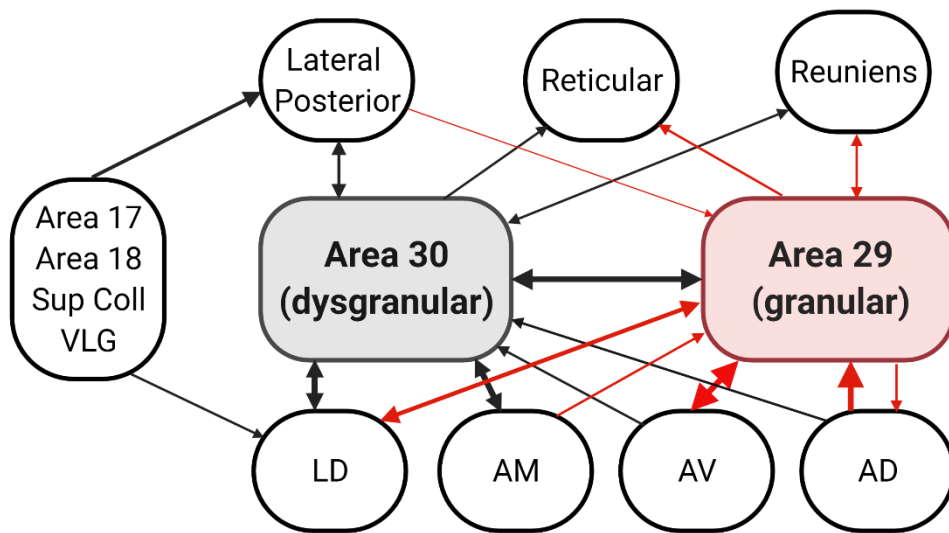 Lateral
Posterior
Reticular
Reuniens
Area 17
Area 18
Sup Coll
VLG
Area 30
(dysgranular)
Area 29
(granular)
LD
AM
AV
AD